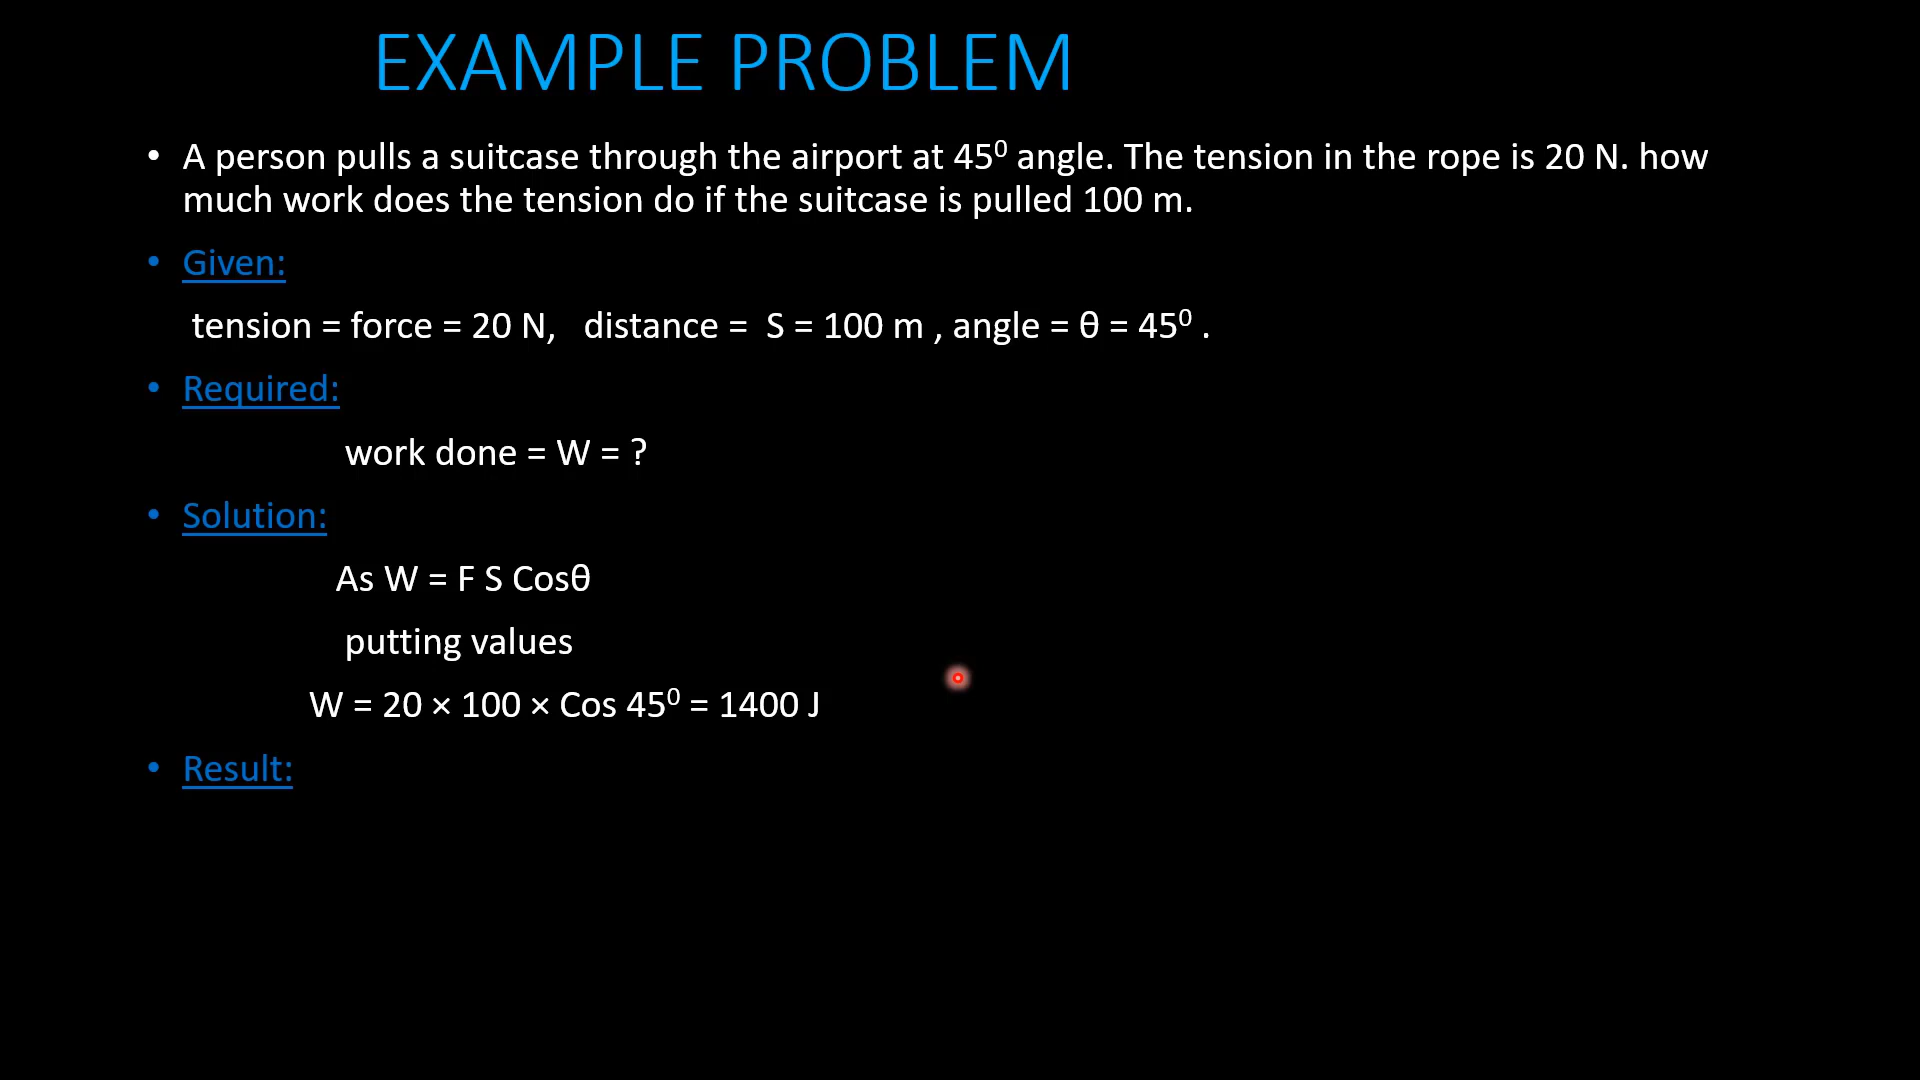 EXAMPLE PROBLEM
• A person pulls a suitcase through the airport at 45⁰ angle. The tension in the rope is 20 N. how
much work does the tension do if the suitcase is pulled 100 m.
• Given:
tension = force = 20 N, distance = S = 100 m , angle = θ = 45⁰ .
• Required:
work done = W = ?
• Solution:
As W = F S Cosθ
putting values
W = 20 × 100 × Cos 45⁰ = 1400 J
• Result: